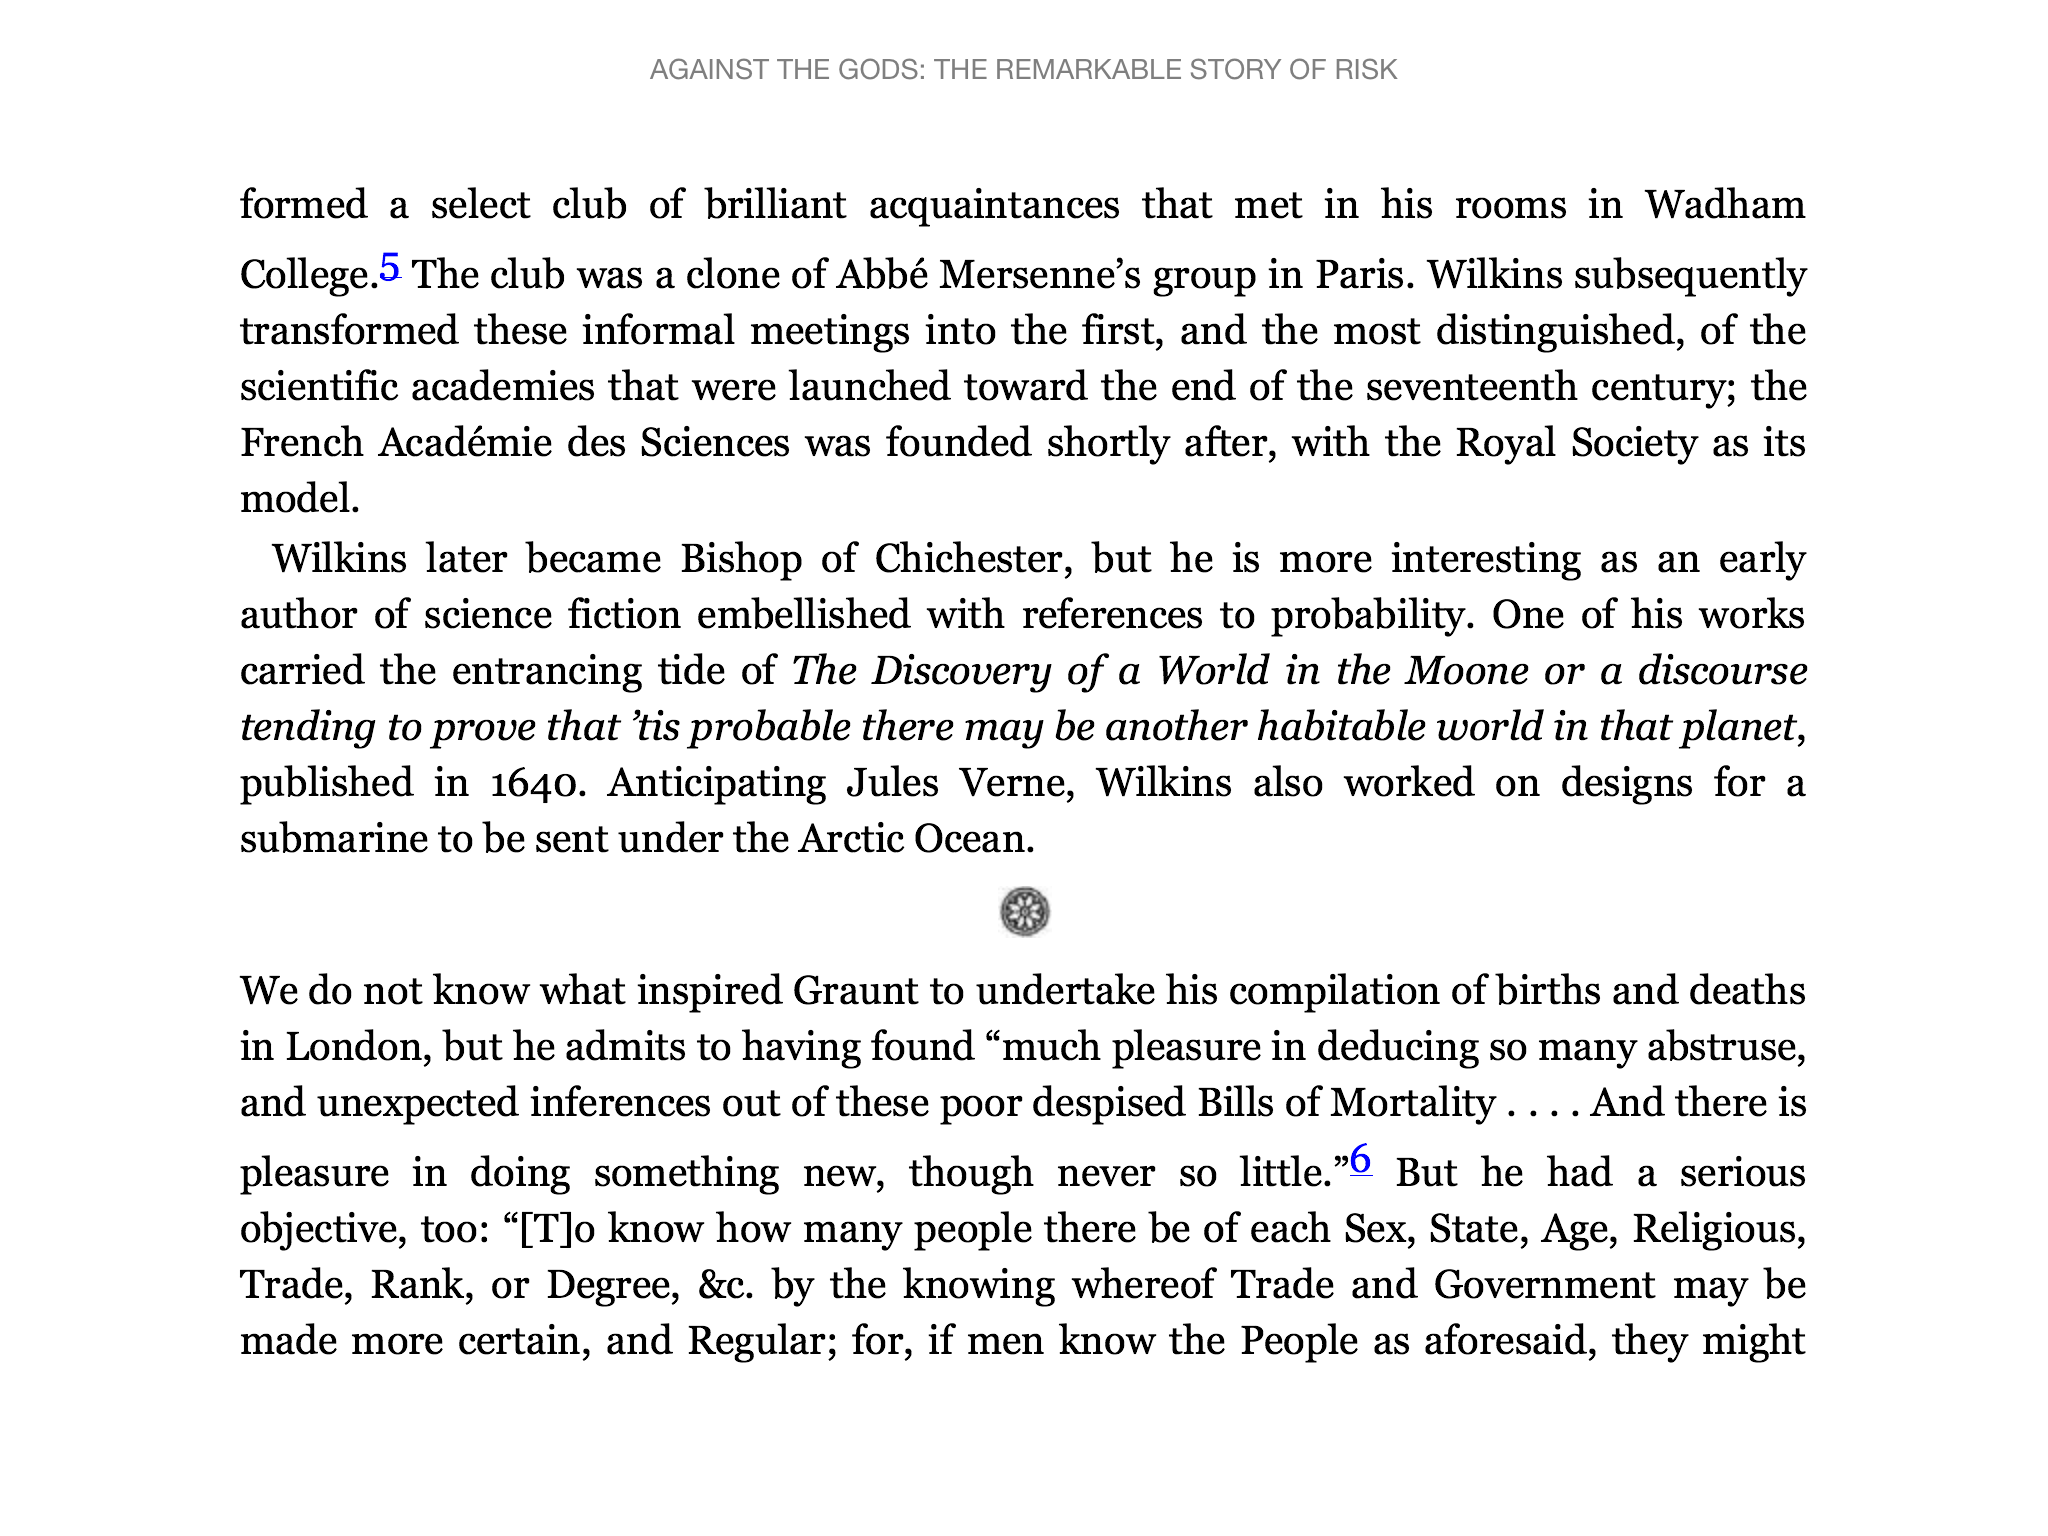 AGAINST THE GODS: THE REMARKABLE STORY OF RISK
formed a select club of brilliant acquaintances that met in his rooms in Wadham
College.5 The club was a clone of Abbé Mersenne’s group in Paris. Wilkins subsequently
transformed these informal meetings into the first, and the most distinguished, of the
scientific academies that were launched toward the end of the seventeenth century; the
French Académie des Sciences was founded shortly after, with the Royal Society as its
model.
Wilkins later became Bishop of Chichester, but he is more interesting as an early
author of science fiction embellished with references to probability. One of his works
carried the entrancing tide of The Discovery of a World in the Moone or a discourse
tending to prove that ’tis probable there may be another habitable world in that planet,
published in 1640. Anticipating Jules Verne, Wilkins also worked on designs for a
submarine to be sent under the Arctic Ocean.
We do not know what inspired Graunt to undertake his compilation of births and deaths
in London, but he admits to having found “much pleasure in deducing so many abstruse,
and unexpected inferences out of these poor despised Bills of Mortality . . . . And there is
pleasure in doing something new, though never so little.”6 But he had a serious
objective, too: “[T]o know how many people there be of each Sex, State, Age, Religious,
Trade, Rank, or Degree, &c. by the knowing whereof Trade and Government may be
made more certain, and Regular; for, if men know the People as aforesaid, they might